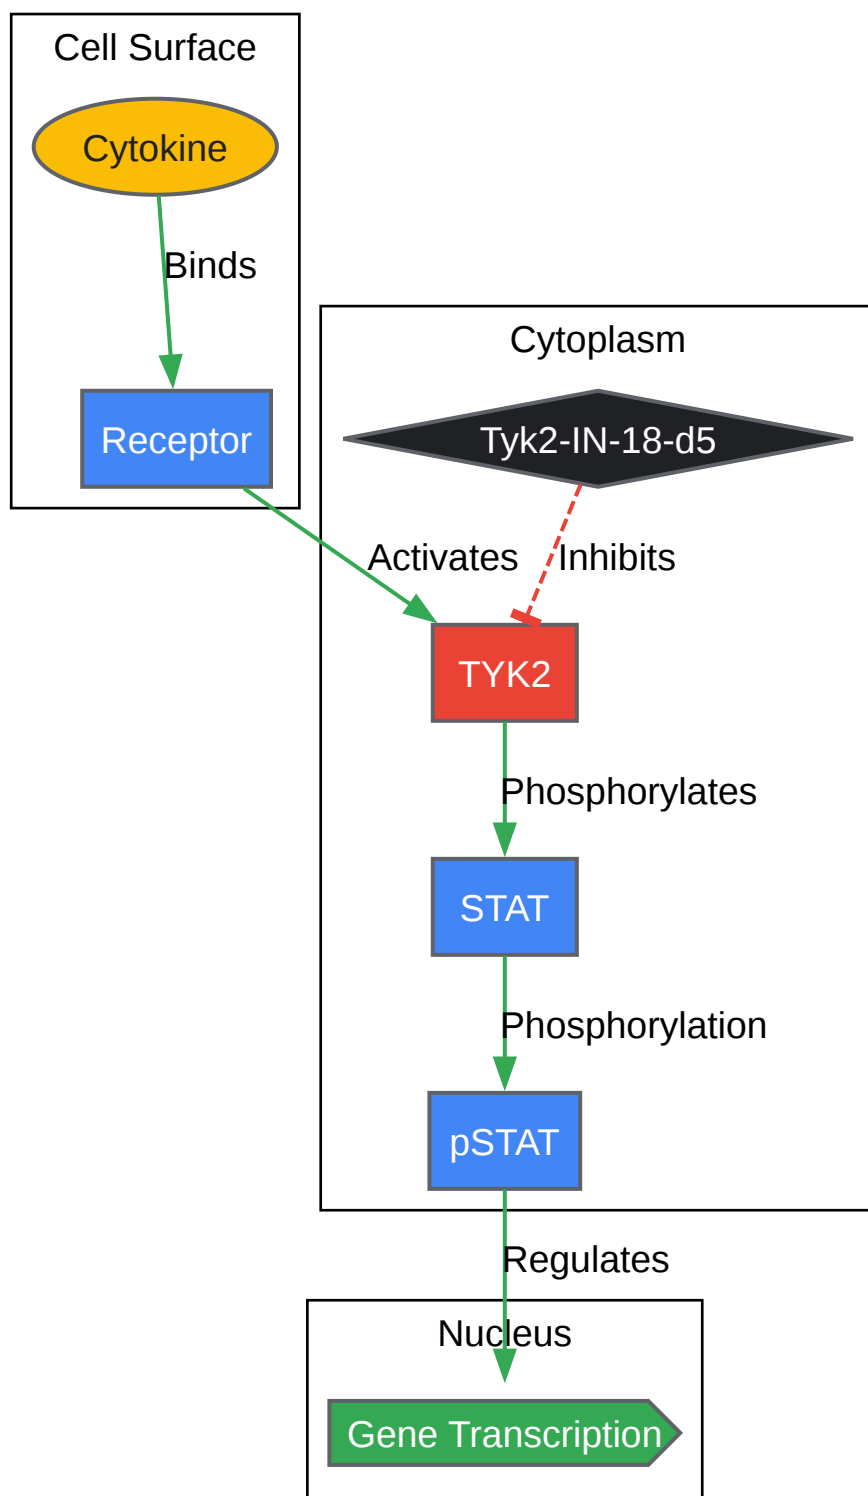 Cell Surface
Cytokine
Binds
Receptor
Cytoplasm
Tyk2-IN-18-d5
Activates
Inhibits
TYK2
Phosphorylates
STAT
Phosphorylation
pSTAT
Regulates
Nucleus
Gene Transcription